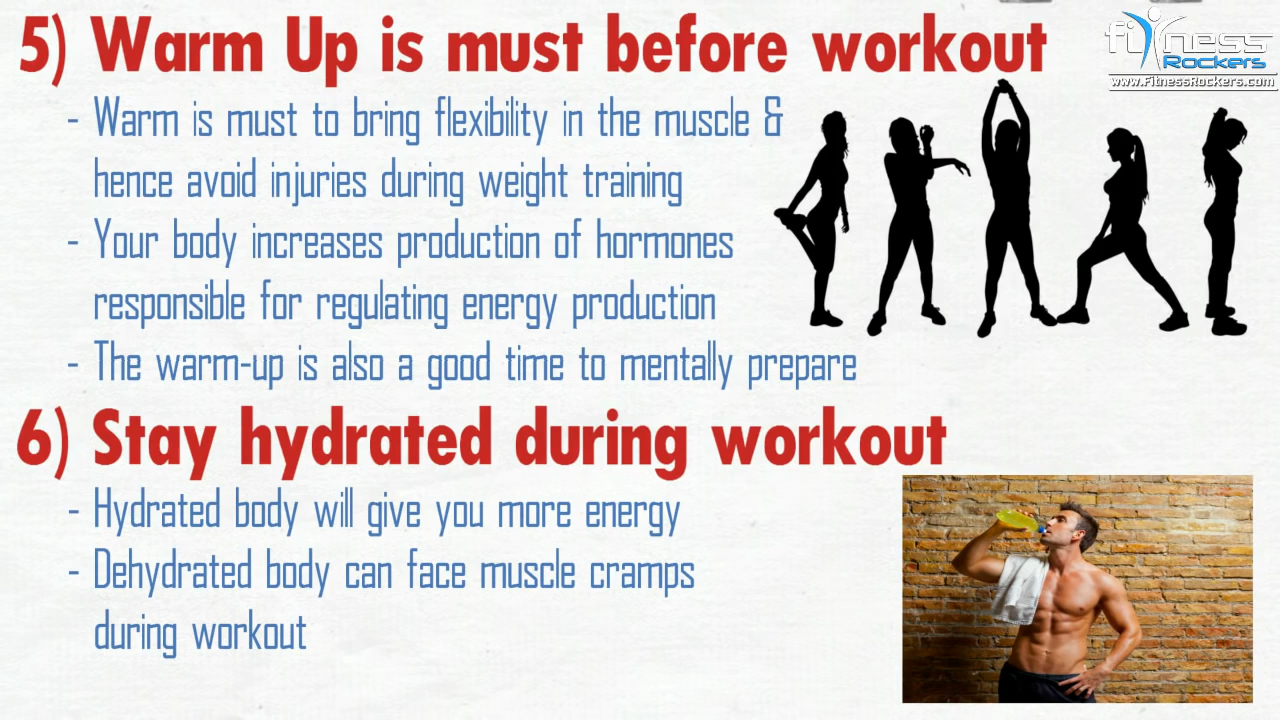 5) Warm Up is must before workout
fitness
Rockers
www.FitnessRockers.com
- Warm is must to bring flexibility in the muscle &
hence avoid injuries during weight training
- Your body increases production of hormones
responsible for regulating energy production
- The warm-up is also a good time to mentally prepare
6) Stay hydrated during workout
- Hydrated body will give you more energy
- Dehydrated body can face muscle cramps
during workout